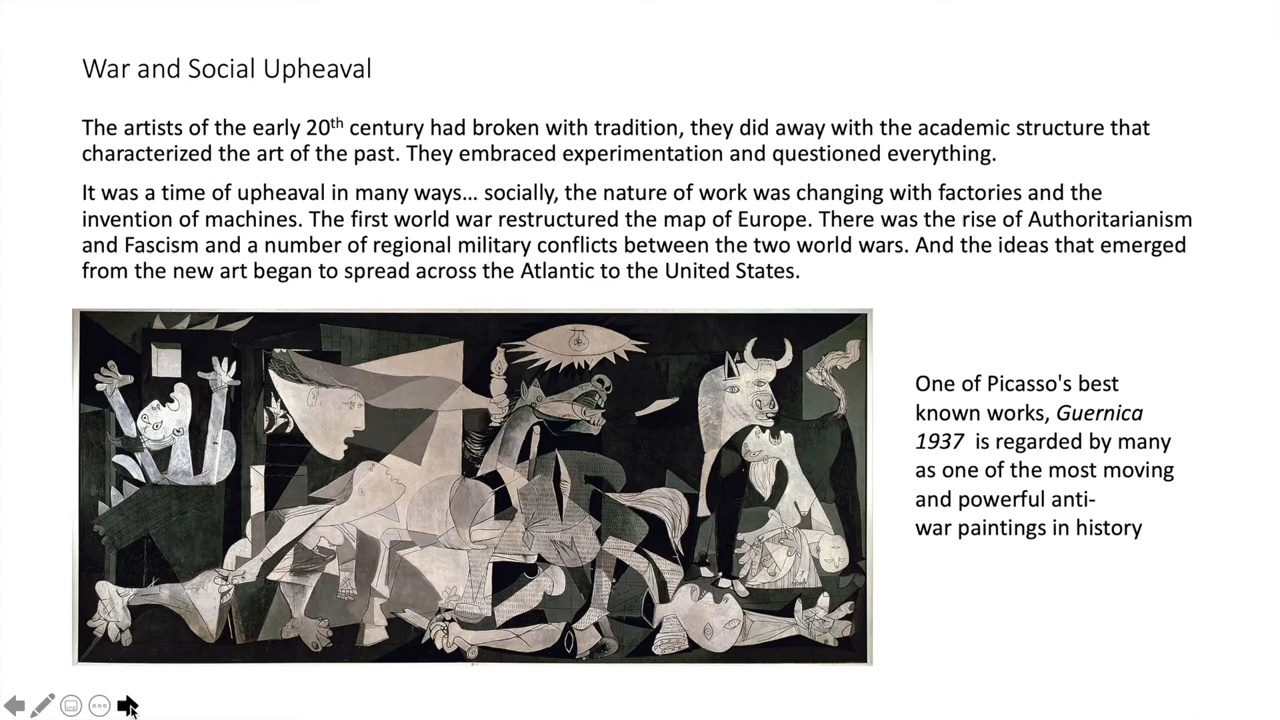 War and Social Upheaval
The artists of the early 20th century had broken with tradition, they did away with the academic structure that
characterized the art of the past. They embraced experimentation and questioned everything.
It was a time of upheaval in many ways… socially, the nature of work was changing with factories and the
invention of machines. The first world war restructured the map of Europe. There was the rise of Authoritarianism
and Fascism and a number of regional military conflicts between the two world wars. And the ideas that emerged
from the new art began to spread across the Atlantic to the United States.
One of Picasso's best
known works, Guernica
1937 is regarded by many
as one of the most moving
and powerful anti-
war paintings in history